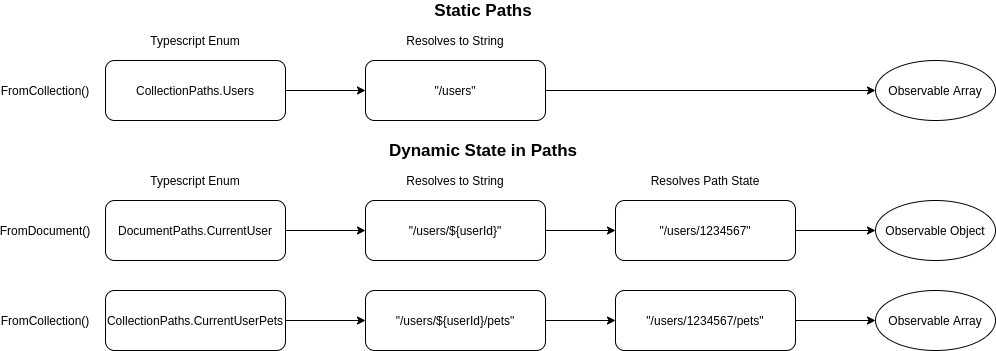 Static Paths
Typescript Enum
Resolves to String
FromCollection()
CollectionPaths.Users
"/users"
Observable Array
Dynamic State in Paths
Typescript Enum
Resolves to String
Resolves Path State
FromDocument()
DocumentPaths.CurrentUser
"/users/${userId}"
"/users/1234567"
Observable Object
FromCollection()
CollectionPaths.CurrentUserPets
"/users/${userId}/pets"
"/users/1234567/pets"
Observable Array